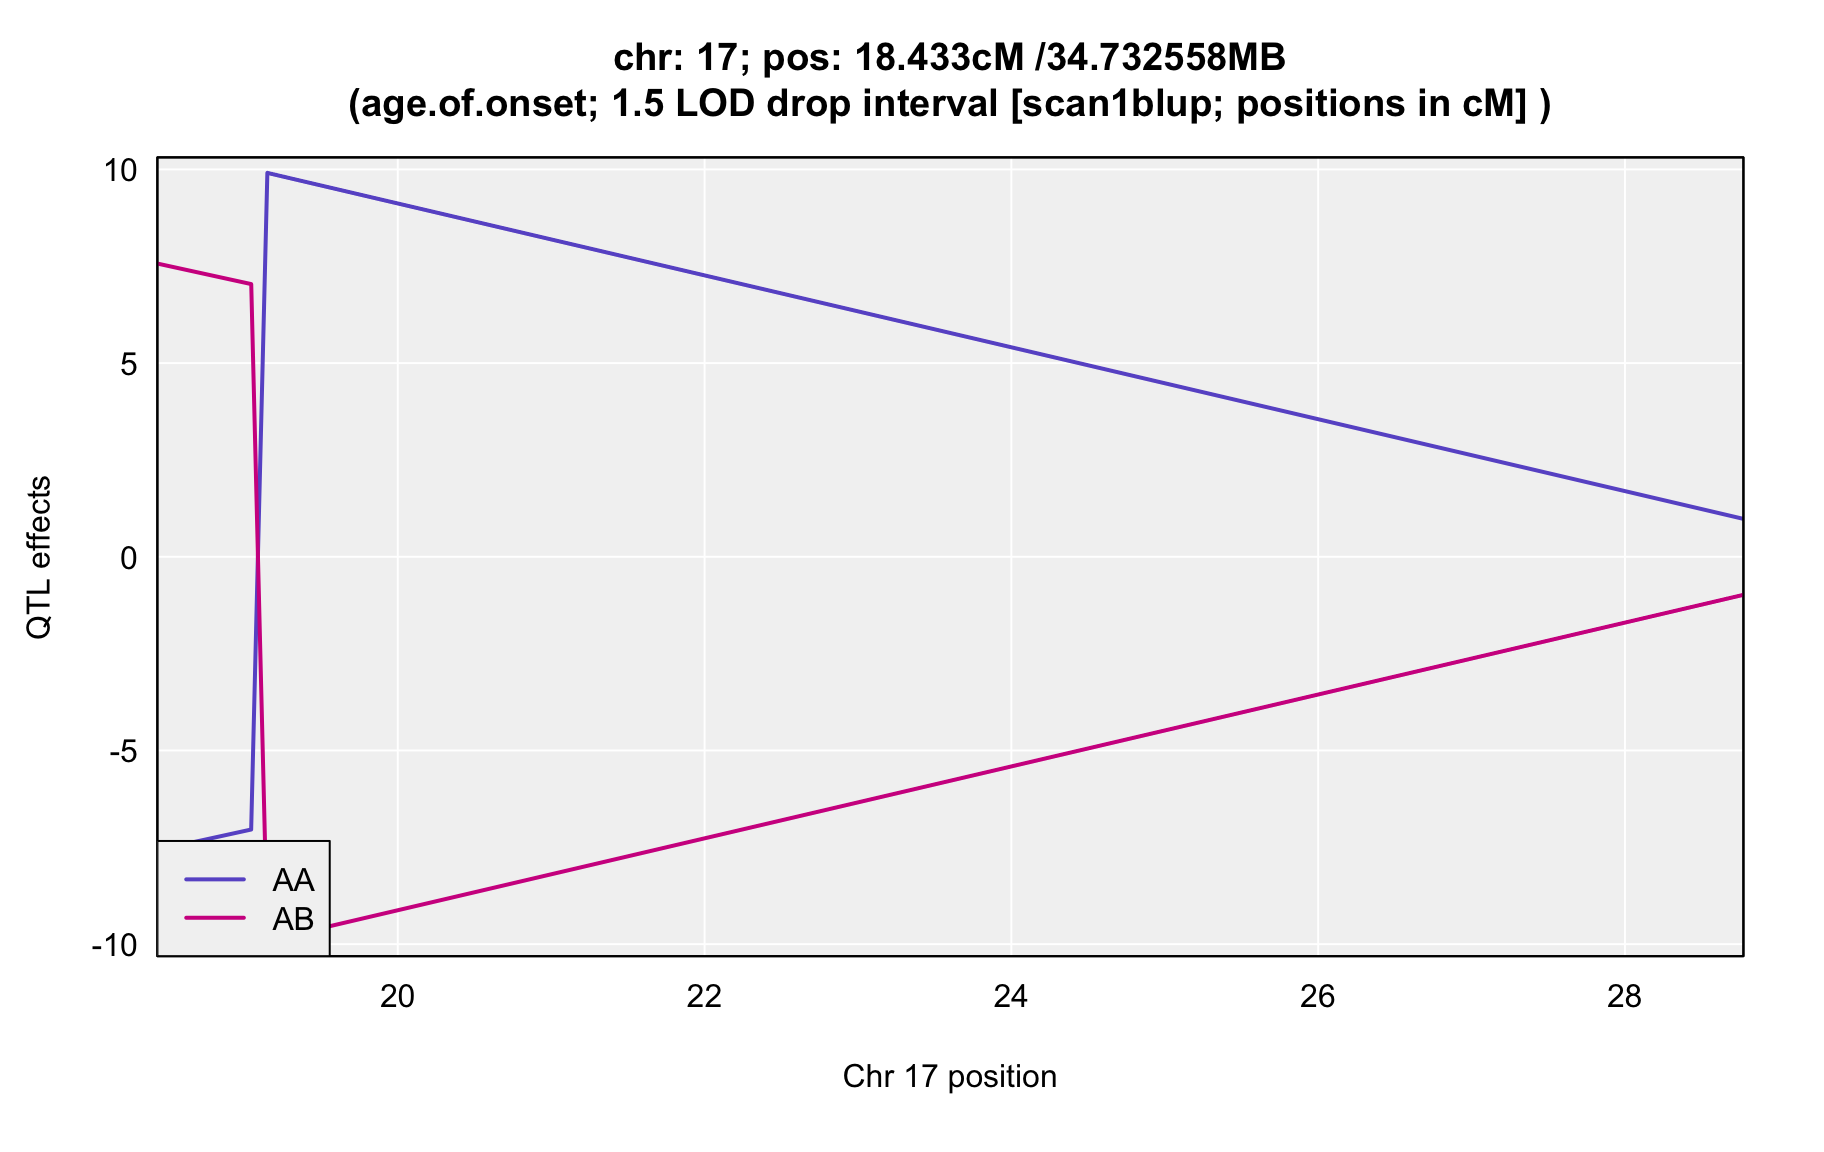 chr: 17; pos: 18.433cM /34.732558MB
(age.of.onset; 1.5 LOD drop interval [scan1blup; positions in cM] )
10
5
0
-5
-10
QTL effects
AA
AB
20 22 24 26 28
Chr 17 position